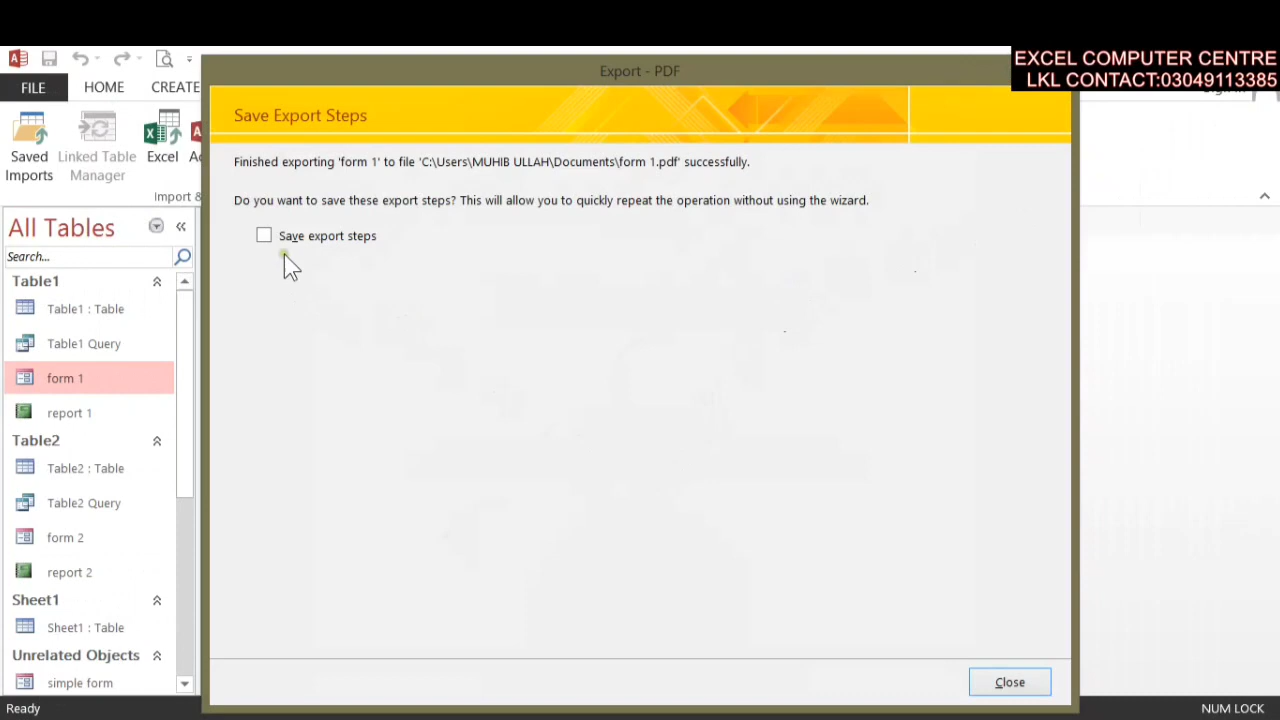 EXCEL COMPUTER CENTRE
LKL CONTACT:03049113385
Export - PDF
FILE
HOME
CREATE
Saved Imports
Linked Table Manager
Excel
Import &
Save Export Steps
Finished exporting 'form 1' to file 'C:\Users\MUHIB ULLAH\Documents\form 1.pdf' successfully.
Do you want to save these export steps? This will allow you to quickly repeat the operation without using the wizard.
Save export steps
All Tables
Search...
Table1
Table1 : Table
Table1 Query
form 1
report 1
Table2
Table2 : Table
Table2 Query
form 2
report 2
Sheet1
Sheet1 : Table
Unrelated Objects
simple form
Close
Ready
NUM LOCK